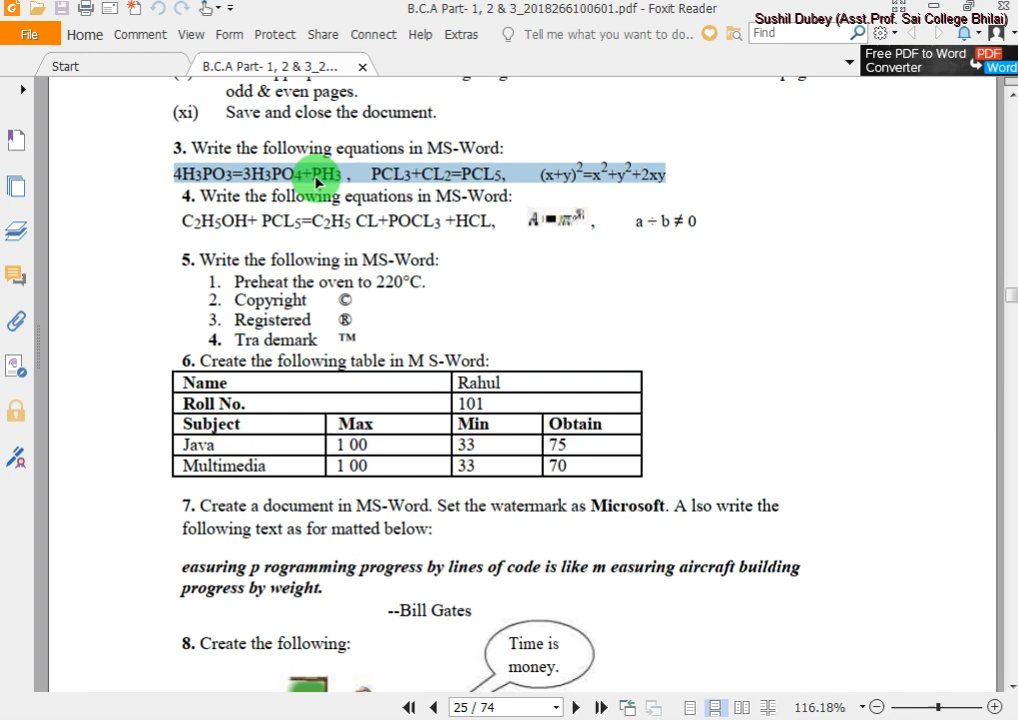 B.C.A Part- 1, 2 & 3_2018266100601.pdf - Foxit Reader
Sushil Dubey (Asst.Prof. Sai College Bhilai)
File Home Comment View Form Protect Share Connect Help Extras Tell me what you want to do.. Find
Free PDF to Word Converter PDF Word
Start B.C.A Part- 1, 2 & 3_2... ×
odd & even pages.
(xi) Save and close the document.
3. Write the following equations in MS-Word:
4H3PO3=3H3PO4+PH3 , PCL3+CL2=PCL5, (x+y)²=x²+y²+2xy
4. Write the following equations in MS-Word:
C2H5OH+ PCL5=C2H5 CL+POCL3 +HCL, , a ÷ b ≠ 0
5. Write the following in MS-Word:
1. Preheat the oven to 220°C.
2. Copyright ©
3. Registered ®
4. Tra demark ™
6. Create the following table in M S-Word:
Name Rahul
Roll No. 101
Subject Max Min Obtain
Java 1 00 33 75
Multimedia 1 00 33 70
7. Create a document in MS-Word. Set the watermark as Microsoft. A lso write the
following text as for matted below:
easuring p rogramming progress by lines of code is like m easuring aircraft building
progress by weight.
--Bill Gates
8. Create the following:
Time is
money.
25 / 74 116.18%